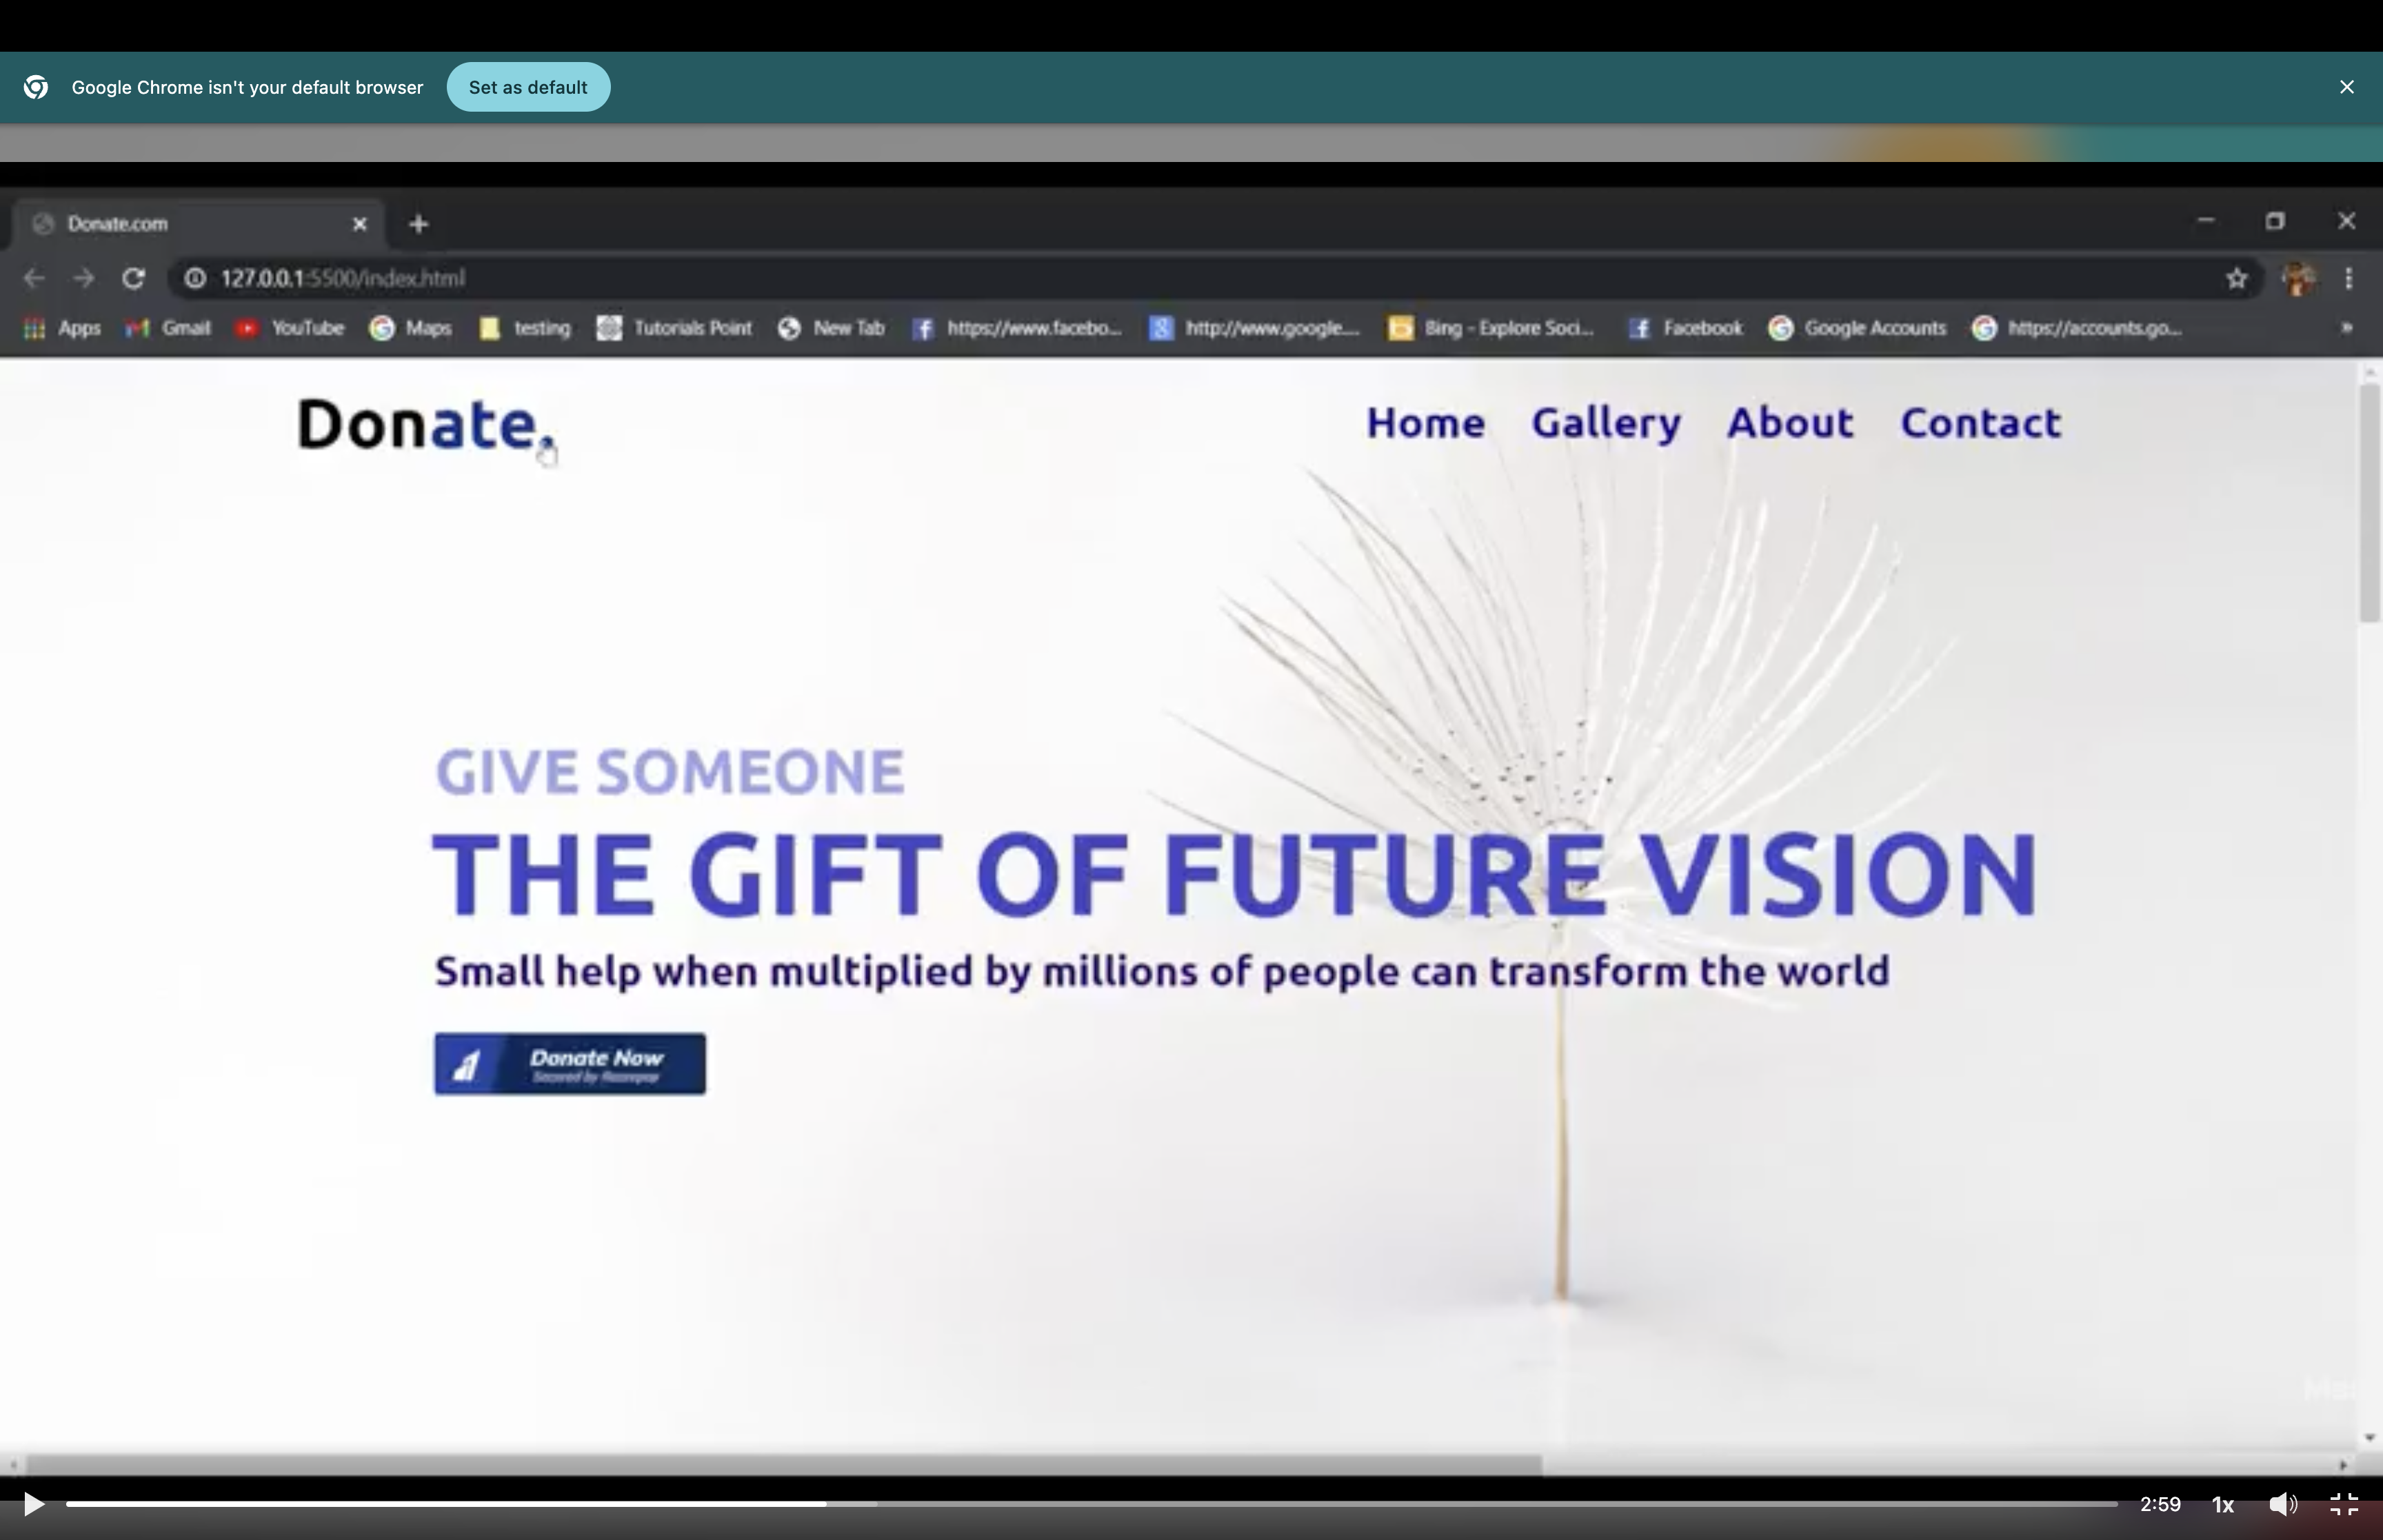 Google Chrome isn't your default browser Set as default
Donate.com
127.0.0.1:5500/index.html
Apps Gmail YouTube Maps testing Tutorials Point New Tab https://www.facebo... http://www.google.... Bing - Explore Soci... Facebook Google Accounts https://accounts.go...
Donate.
Home Gallery About Contact
GIVE SOMEONE
THE GIFT OF FUTURE VISION
Small help when multiplied by millions of people can transform the world
Donate Now
Secured by
2:59 1x